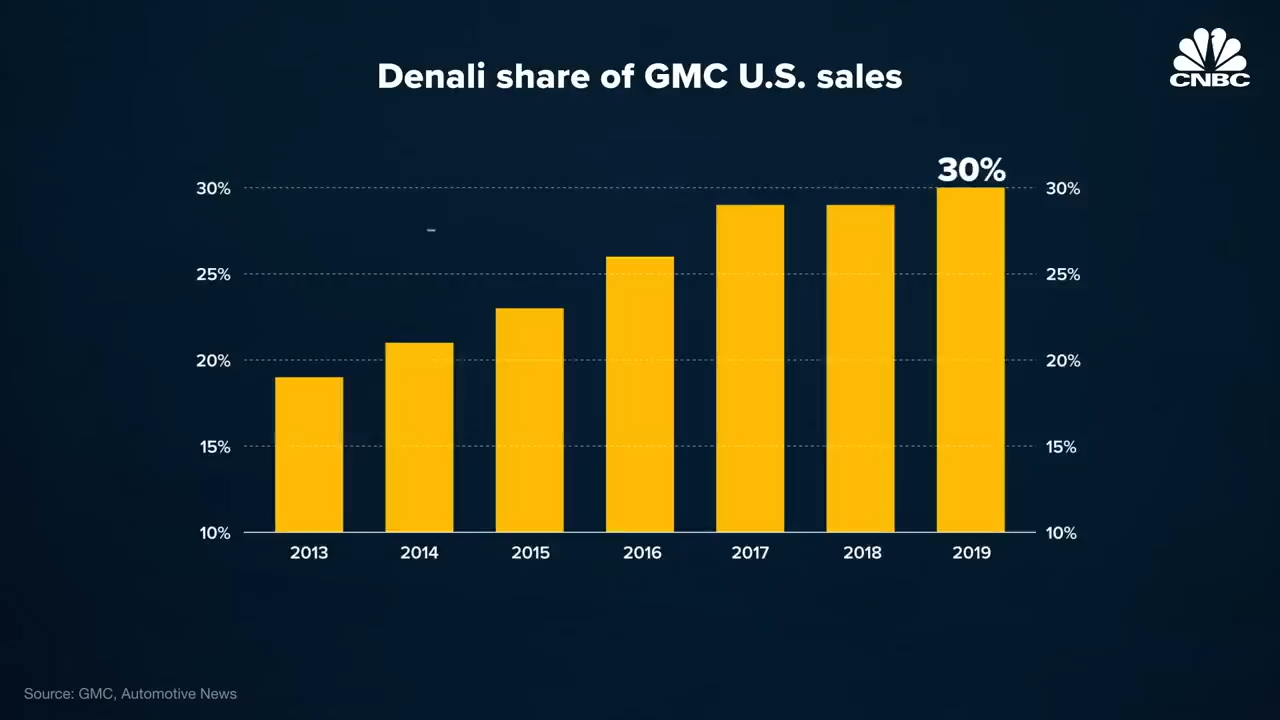 CNBC
Denali share of GMC U.S. sales
30%
30% 30%
25% 25%
20% 20%
15% 15%
10% 10%
2013 2014 2015 2016 2017 2018 2019
Source: GMC, Automotive News